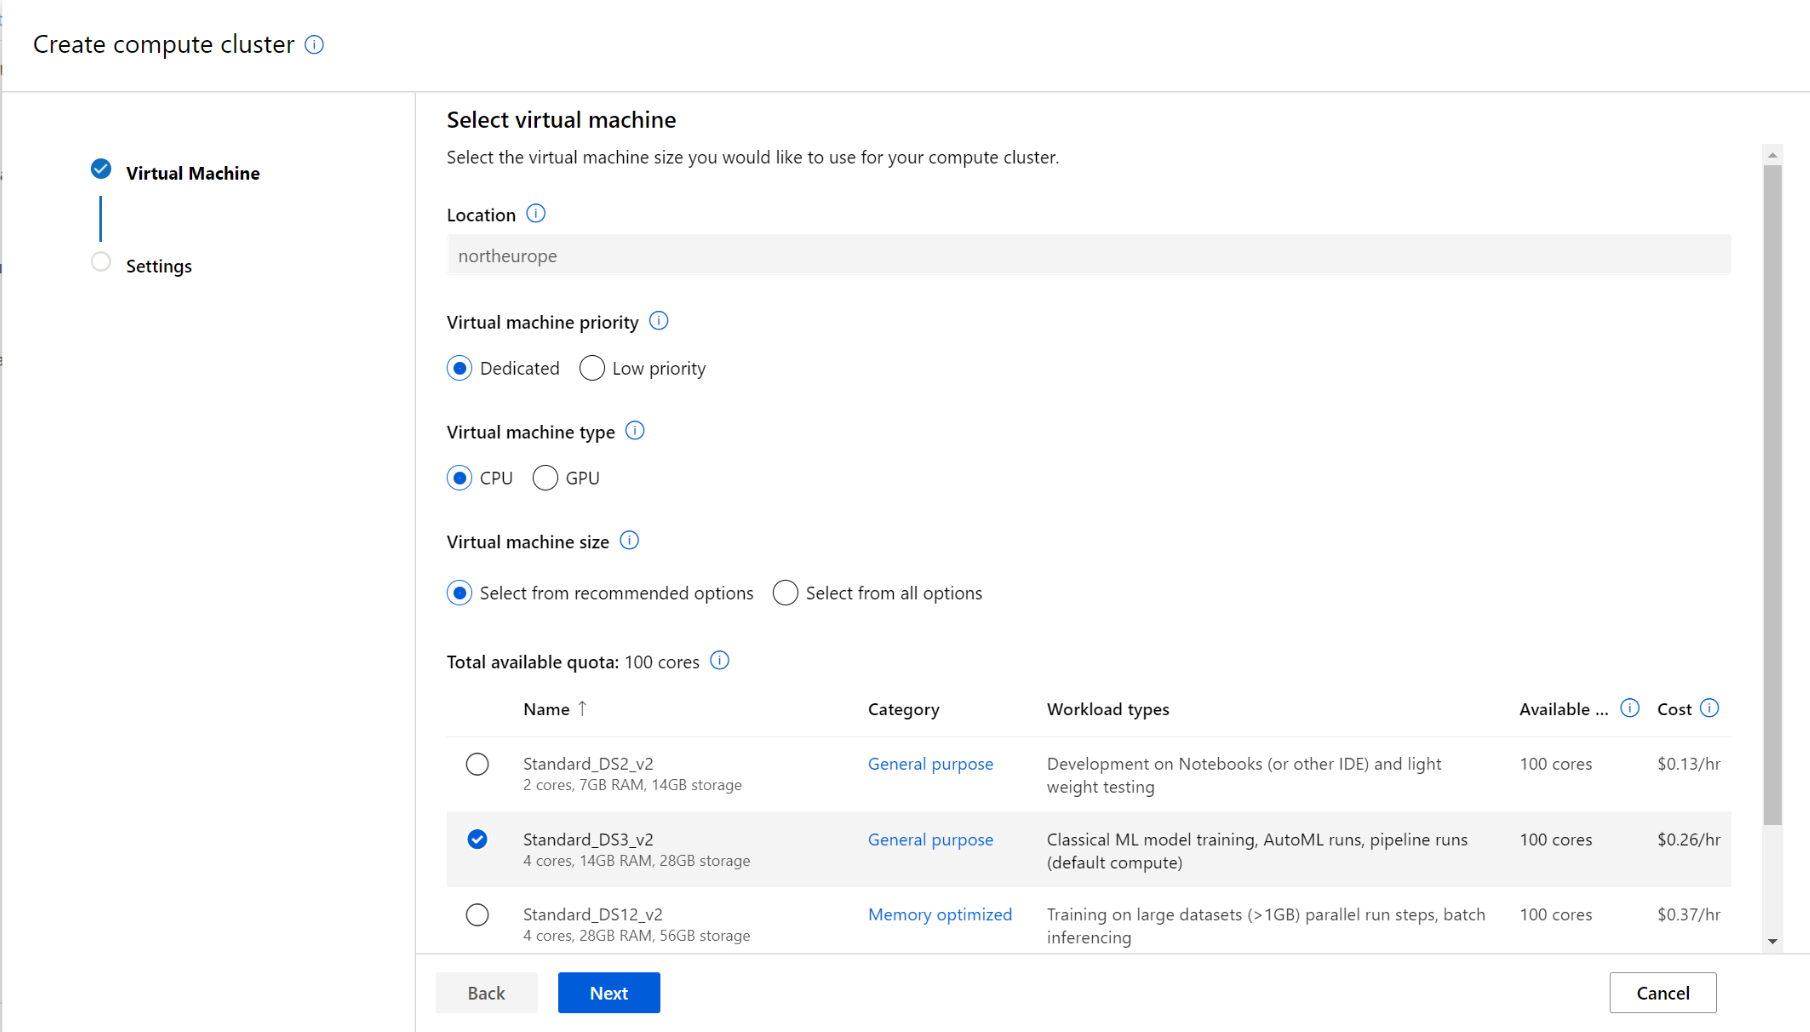 Create compute cluster
Virtual Machine
Settings
Select virtual machine
Select the virtual machine size you would like to use for your compute cluster.
Location
northeurope
Virtual machine priority
Dedicated Low priority
Virtual machine type
CPU GPU
Virtual machine size
Select from recommended options Select from all options
Total available quota: 100 cores
Name ↑ Category Workload types Available ... Cost
Standard_DS2_v2 General purpose Development on Notebooks (or other IDE) and light 100 cores $0.13/hr
2 cores, 7GB RAM, 14GB storage weight testing
Standard_DS3_v2 General purpose Classical ML model training, AutoML runs, pipeline runs 100 cores $0.26/hr
4 cores, 14GB RAM, 28GB storage (default compute)
Standard_DS12_v2 Memory optimized Training on large datasets (>1GB) parallel run steps, batch 100 cores $0.37/hr
4 cores, 28GB RAM, 56GB storage inferencing
Back Next Cancel